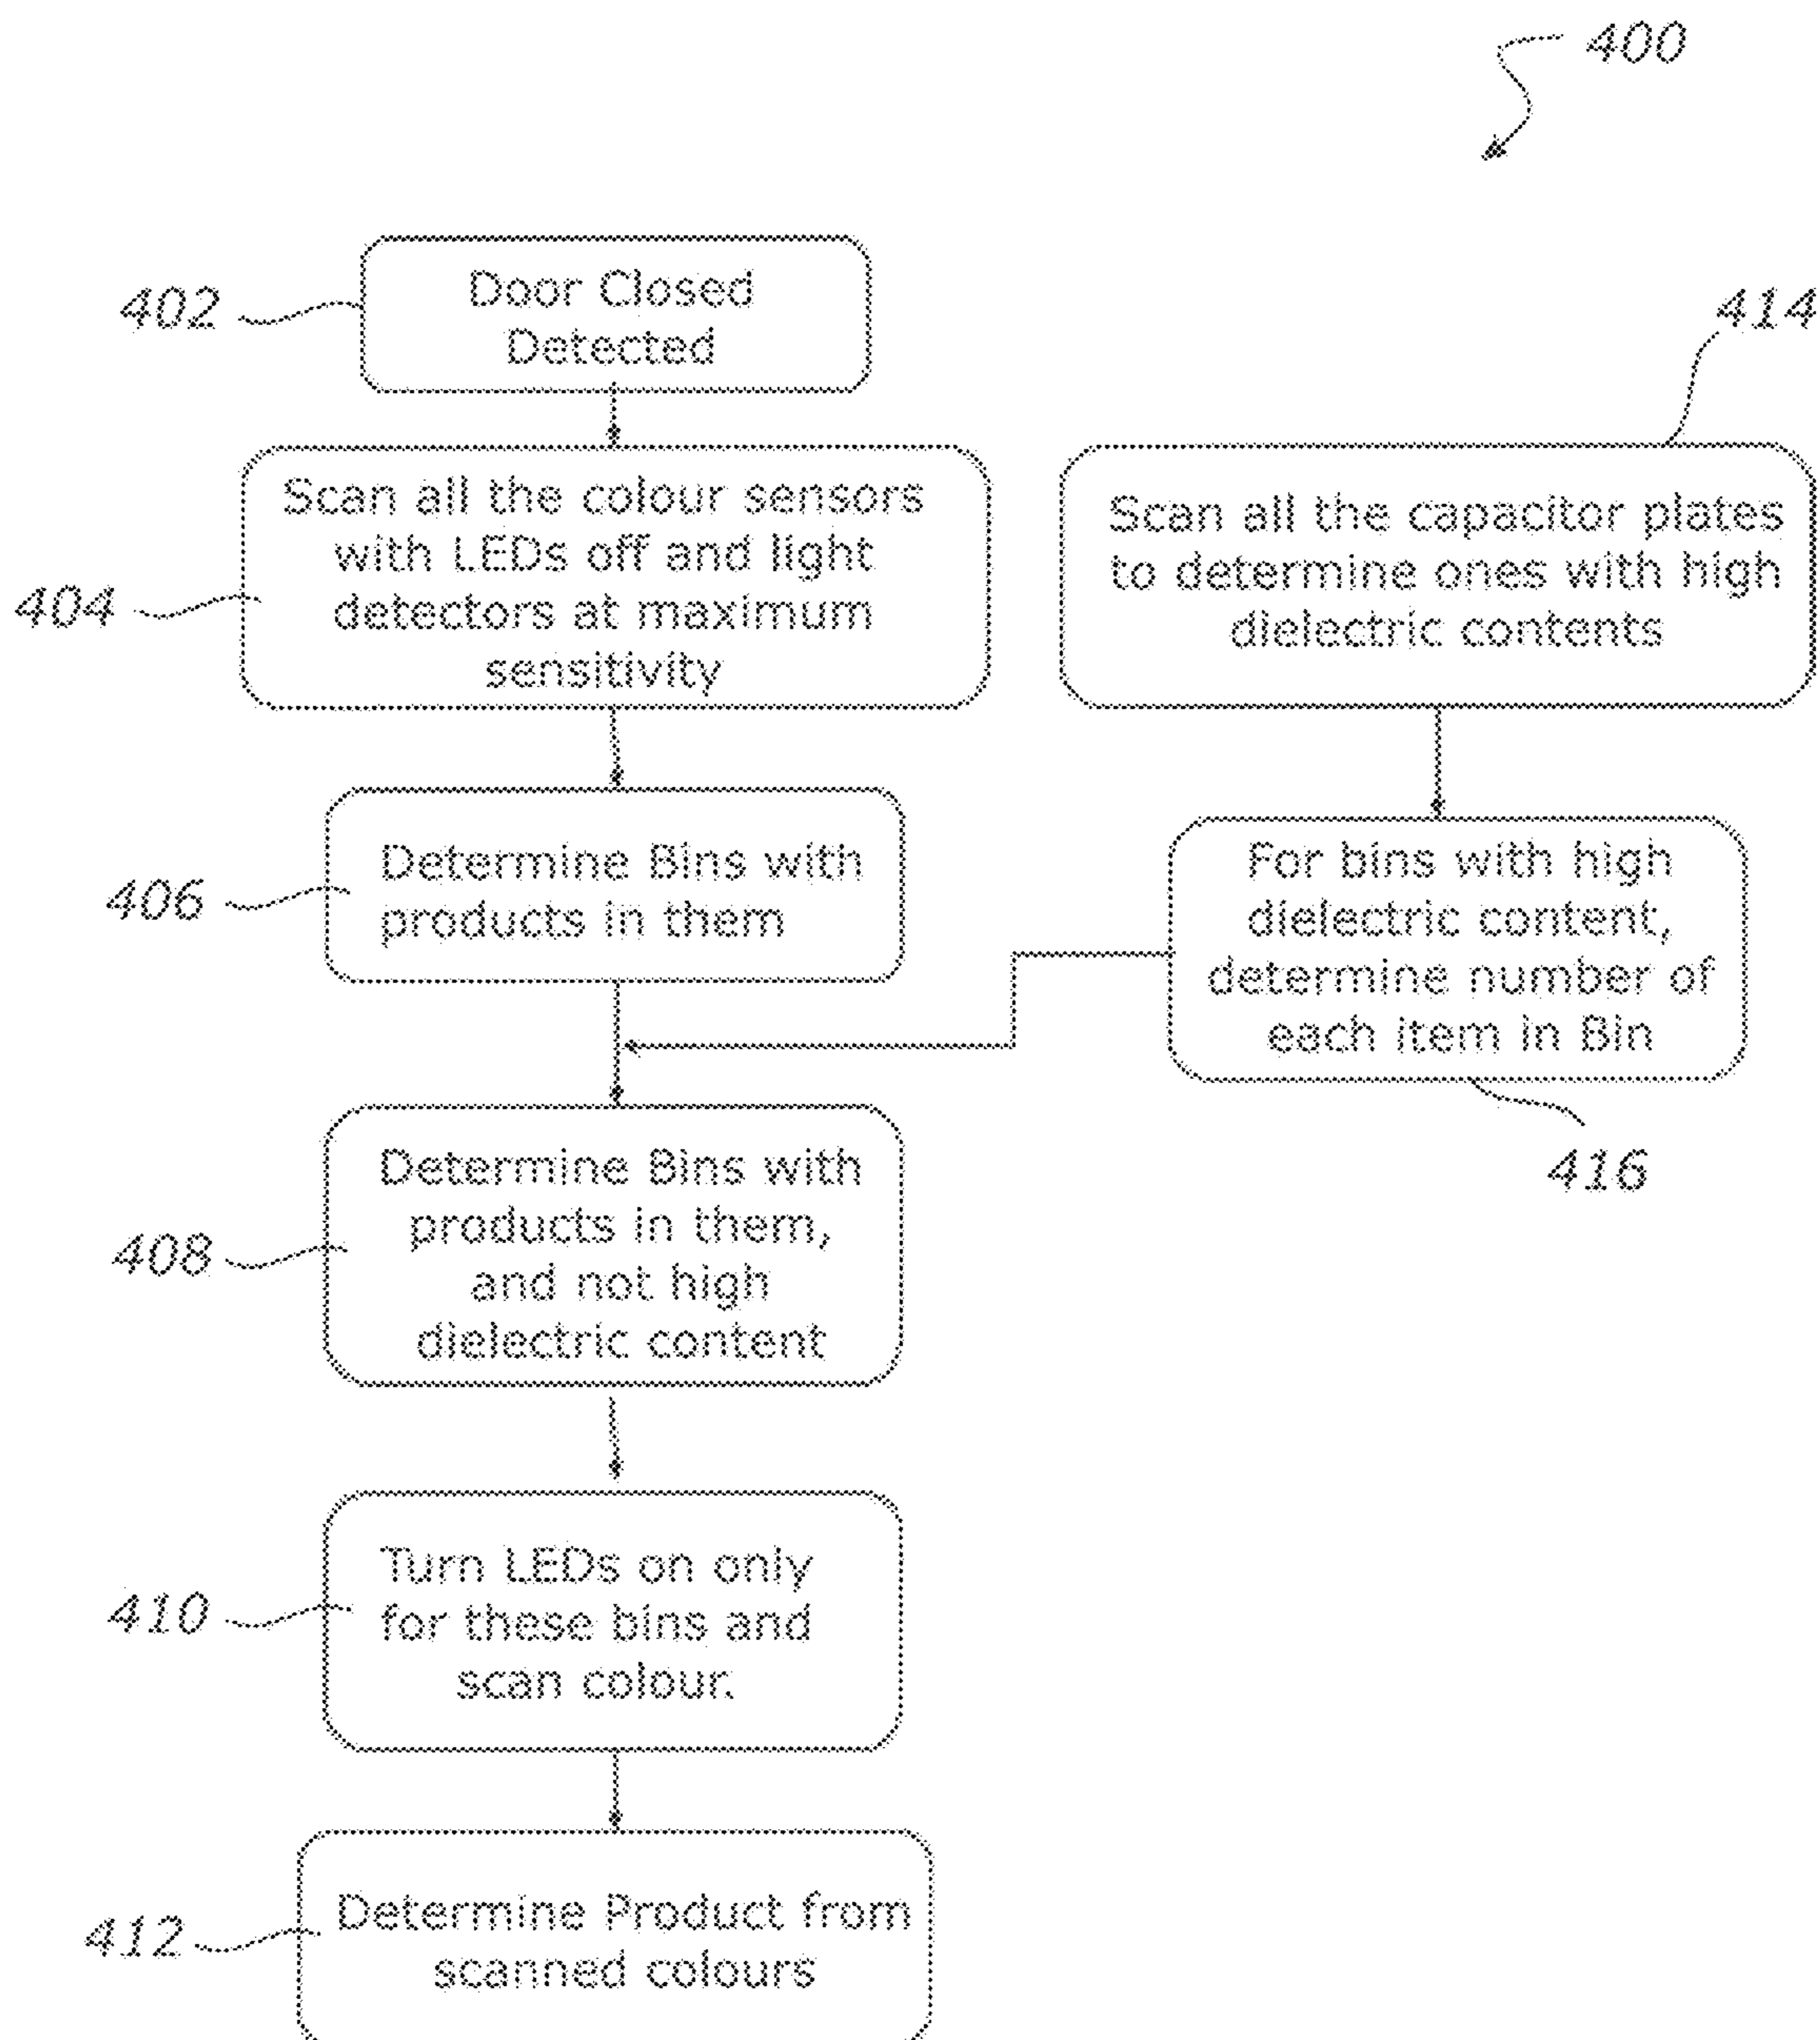 400
402
Door Closed
Detected
414
404
Scan all the colour sensors
with LEDs off and light
detectors at maximum
sensitivity
Scan all the capacitor plates
to determine ones with high
dielectric contents
406
Determine Bins with
products in them
For bins with high
dielectric content,
determine number of
each item in Bin
416
408
Determine Bins with
products in them,
and not high
dielectric content
410
Turn LEDs on only
for these bins and
scan colour.
412
Determine Product from
scanned colours